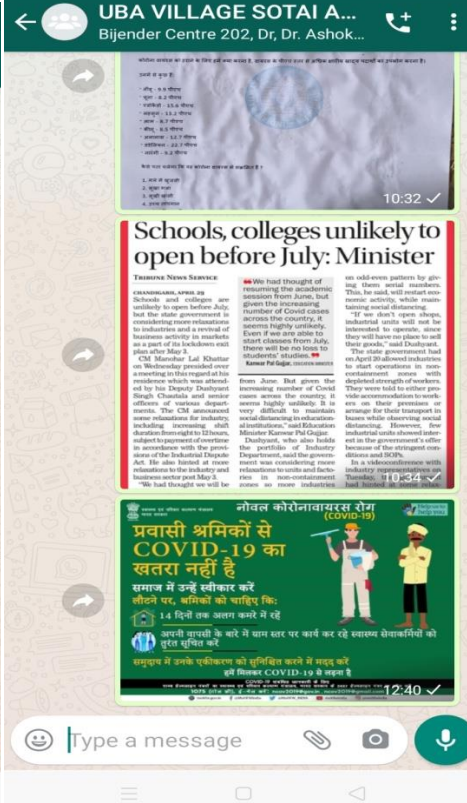 UBA VILLAGE SOTAI A...
Bijender Centre 202, Dr, Dr. Ashok...
इनमें से कुछ हैं:
10:32
Schools, colleges unlikely to
open before July: Minister
TRIBUNE NEWS SERVICE
CHANDIGARH, APRIL 29
Schools and colleges are
unlikely to open before July,
but the state government is
considering more relaxations
to industries and a revival of
business activity in markets
as a part of its lockdown exit
plan after May 3.
CM Manohar Lal Khattar
on Wednesday presided over
a meeting in this regard at his
residence which was attend-
ed by his Deputy Dushyant
Singh Chautala and senior
officers of various depart-
ments. The CM announced
some relaxations for industry,
including increasing shift
duration from eight to 12 hours,
subject to payment of overtime
in accordance with the provi-
sions of the Industrial Dispute
Act. He also hinted at more
relaxations to the industry and
business sector post May 3.
"We had thought we will be
We had thought of
resuming the academic
session from June, but
given the increasing
number of Covid cases
across the country, it
seems highly unlikely.
Even if we are able to
start classes from July,
there will be no loss to
students' studies.
Kanwar Pal Gujjar, EDUCATION MINISTER
from June. But given the
increasing number of Covid
cases across the country, it
seems highly unlikely. It is
very difficult to maintain
social distancing in education-
al institutions," said Education
Minister Kanwar Pal Gujjar.
Dushyant, who also holds
the portfolio of Industry
Department, said the govern-
ment was considering more
relaxations to units and facto-
ries in non-containment
zones so more industries
on odd-even pattern by giv-
ing them serial numbers.
This, he said, will restart eco-
nomic activity, while main-
taining social distancing.
"If we don't open shops,
industrial units will not be
interested to operate, since
they will have no place to sell
their goods," said Dushyant.
The state government had
on April 20 allowed industries
to start operations in non-
containment zones with
depleted strength of workers.
They were told to either pro-
vide accommodation to work-
ers on their premises or
arrange for their transport in
buses while observing social
distancing. However, few
industrial units showed inter-
est in the government's offer
because of the stringent con-
ditions and SOPs.
In a videoconference with
industry representatives on
Tuesday,
had hinted at some relax-
10:34
नोवल कोरोनावायरस रोग
(COVID-19)
प्रवासी श्रमिकों से
COVID-19 का
खतरा नहीं है
समाज में उन्हें स्वीकार करें
लौटने पर, श्रमिकों को चाहिए कि:
14 दिनों तक अलग कमरे में रहें
अपनी वापसी के बारे में ग्राम स्तर पर कार्य कर रहे स्वास्थ्य सेवाकर्मियों को
तुरंत सूचित करें
समुदाय में उनके एकीकरण को सुनिश्चित करने में मदद करें
हमें मिलकर COVID-19 से लड़ना है
12:40
Type a message